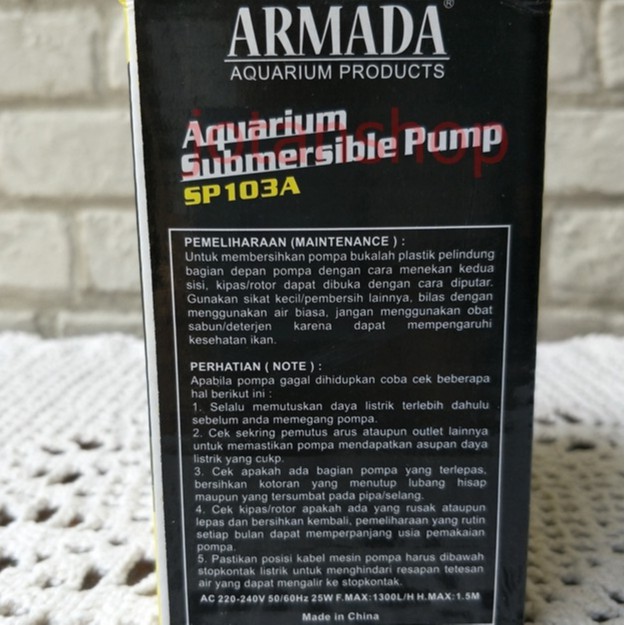 ARMADA®
AQUARIUM PRODUCTS
jotanshop
Aquarium
Submersible Pump
SP103A
PEMELIHARAAN (MAINTENANCE ) :
Untuk membersihkan pompa bukalah plastik pelindung
bagian depan pompa dengan cara menekan kedua
sisi, kipas/rotor dapat dibuka dengan cara diputar.
Gunakan sikat kecil/pembersih lainnya, bilas dengan
menggunakan air biasa, jangan menggunakan obat
sabun/deterjen karena dapat mempengaruhi
kesehatan ikan.
PERHATIAN ( NOTE ) :
Apabila pompa gagal dihidupkan coba cek beberapa
hal berikut ini :
1. Selalu memutuskan daya listrik terlebih dahulu
sebelum anda memegang pompa.
2. Cek sekring pemutus arus ataupun outlet lainnya
untuk memastikan pompa mendapatkan asupan daya
listrik yang cukp.
3. Cek apakah ada bagian pompa yang terlepas,
bersihkan kotoran yang menutup lubang hisap
maupun yang tersumbat pada pipa/selang.
4. Cek kipas/rotor apakah ada yang rusak ataupun
lepas dan bersihkan kembali, pemeliharaan yang rutin
setiap bulan dapat memperpanjang usia pemakaian
pompa.
5. Pastikan posisi kabel mesin pompa harus dibawah
stopkontak listrik untuk menghindari resapan tetesan
air yang dapat mengalir ke stopkontak.
AC 220-240V 50/60Hz 25W F.MAX:1300L/H H.MAX:1.5M
Made in China